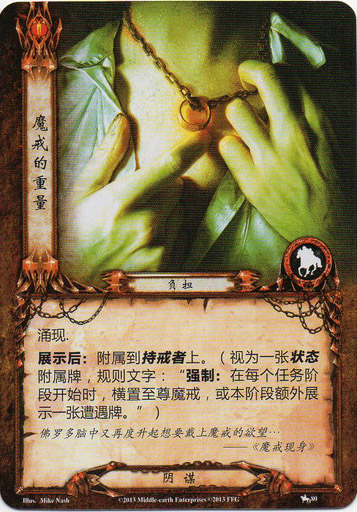 魔戒的重量
负担
涌现.
展示后：附属到持戒者上。（视为一张状态
附属牌，规则文字：“强制：在每个任务阶
段开始时，横置至尊魔戒，或本阶段额外展
示一张遭遇牌。”）
佛罗多脑中又再度升起想要戴上魔戒的欲望…
——《魔戒现身》
阴谋
Illus. Mike Nash ©2013 Middle-earth Enterprises ©2013 FFG 80